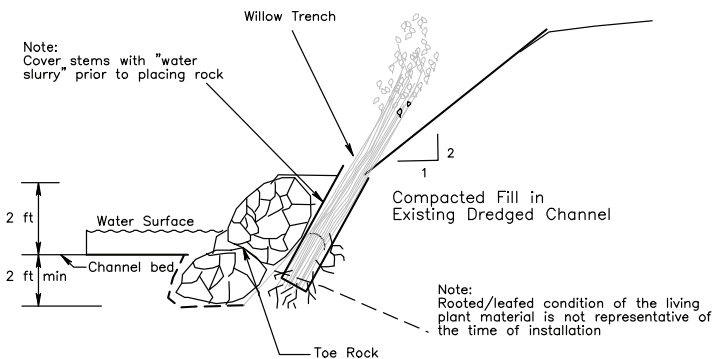 Willow Trench
Note:
Cover stems with "water
slurry" prior to placing rock
2
1
Compacted Fill in
Existing Dredged Channel
2 ft
Water Surface
Channel bed
2 ft min
Note:
Rooted/leafed condition of the living
plant material is not representative of
the time of installation
Toe Rock